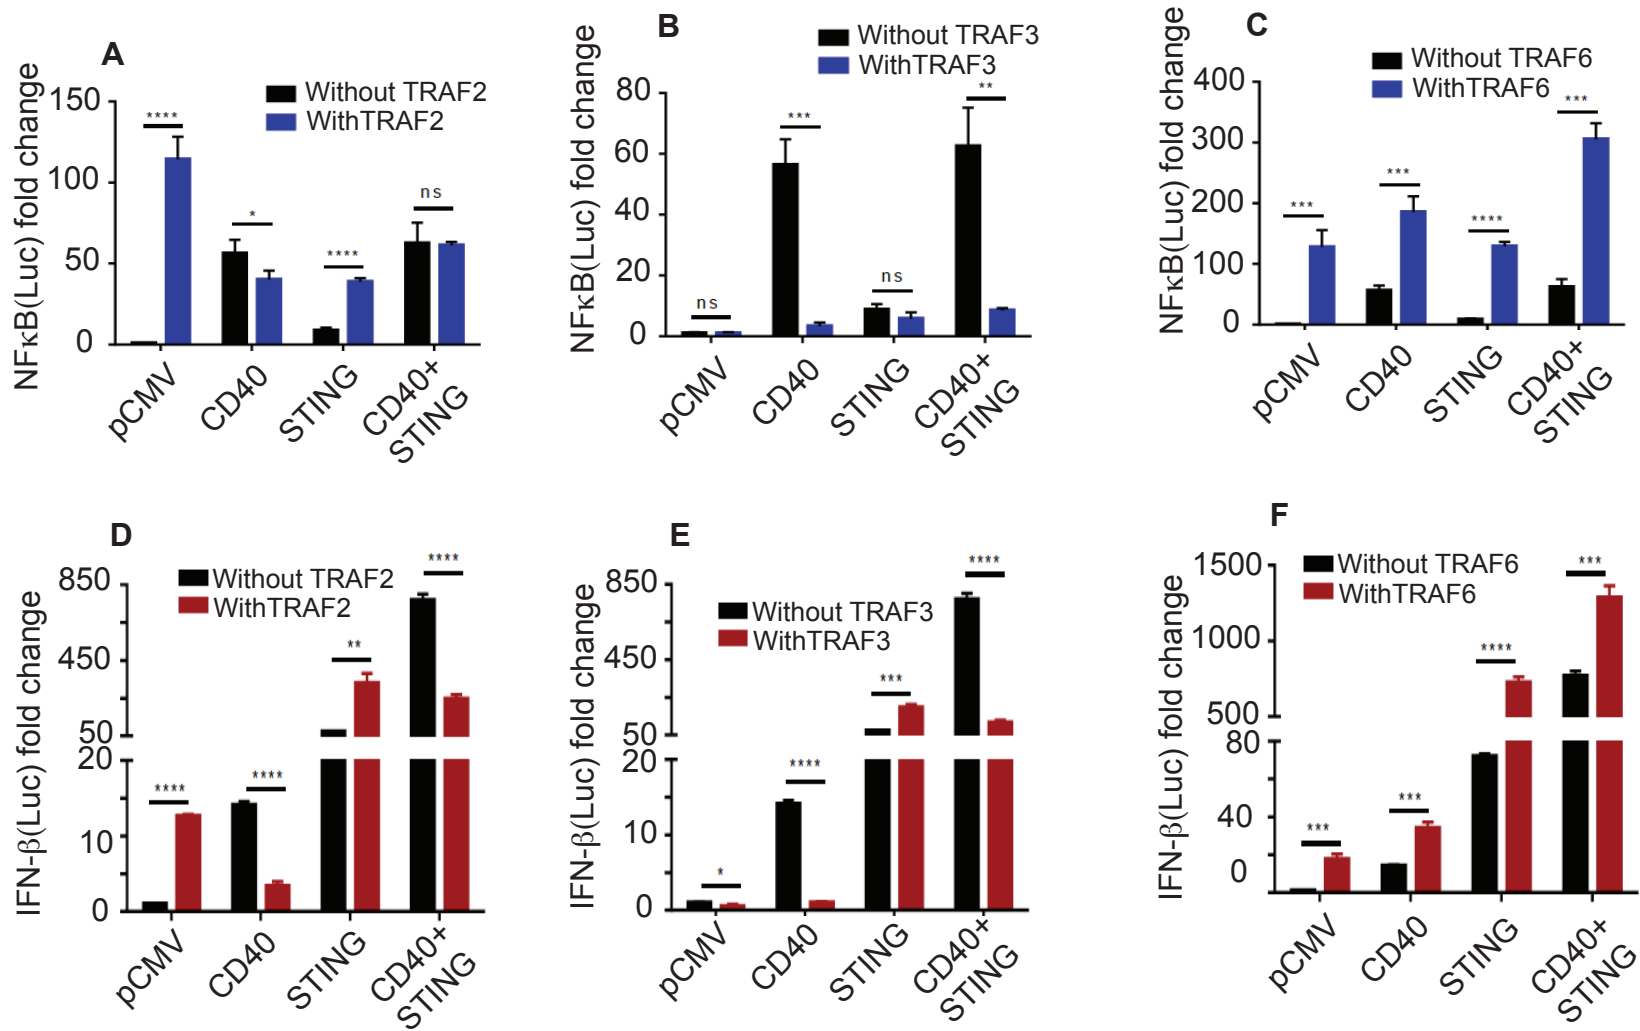 A
NFκB(Luc) fold change
Without TRAF2
WithTRAF2
150
100
50
0
****
*
****
ns
pCMV
CD40
STING
CD40+
STING
B
NFκB(Luc) fold change
Without TRAF3
WithTRAF3
80
60
40
20
0
ns
***
ns
**
pCMV
CD40
STING
CD40+
STING
C
NFκB(Luc) fold change
Without TRAF6
WithTRAF6
400
300
200
100
0
***
***
****
***
pCMV
CD40
STING
CD40+
STING
D
IFN-β(Luc) fold change
Without TRAF2
WithTRAF2
850
450
50
20
10
0
****
****
**
****
pCMV
CD40
STING
CD40+
STING
E
IFN-β(Luc) fold change
Without TRAF3
WithTRAF3
850
450
50
20
10
0
*
****
***
****
pCMV
CD40
STING
CD40+
STING
F
IFN-β(Luc) fold change
Without TRAF6
WithTRAF6
1500
1000
500
80
40
0
***
***
****
***
pCMV
CD40
STING
CD40+
STING